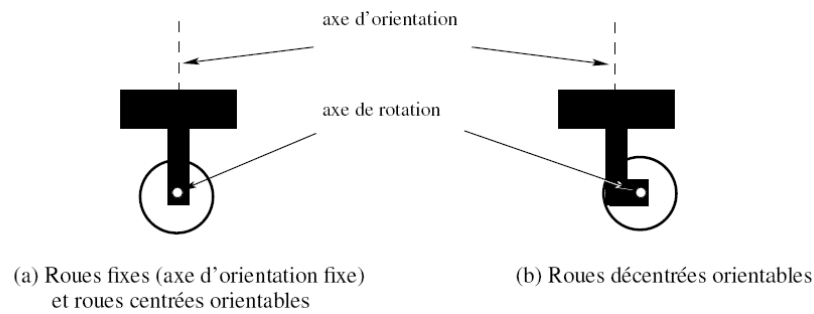 axe d'orientation
axe de rotation
(a) Roues fixes (axe d'orientation fixe)
et roues centrées orientables
(b) Roues décentrées orientables